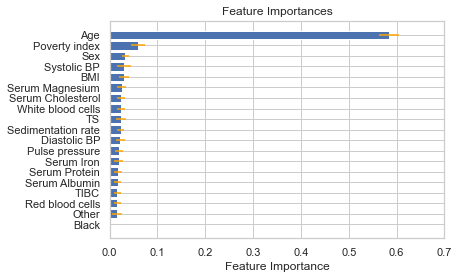 Feature Importances
Age
Poverty index
Sex
Systolic BP
BMI
Serum Magnesium
Serum Cholesterol
White blood cells
TS
Sedimentation rate
Diastolic BP
Pulse pressure
Serum Iron
Serum Protein
Serum Albumin
TIBC
Red blood cells
Other
Black
0.0 0.1 0.2 0.3 0.4 0.5 0.6 0.7
Feature Importance